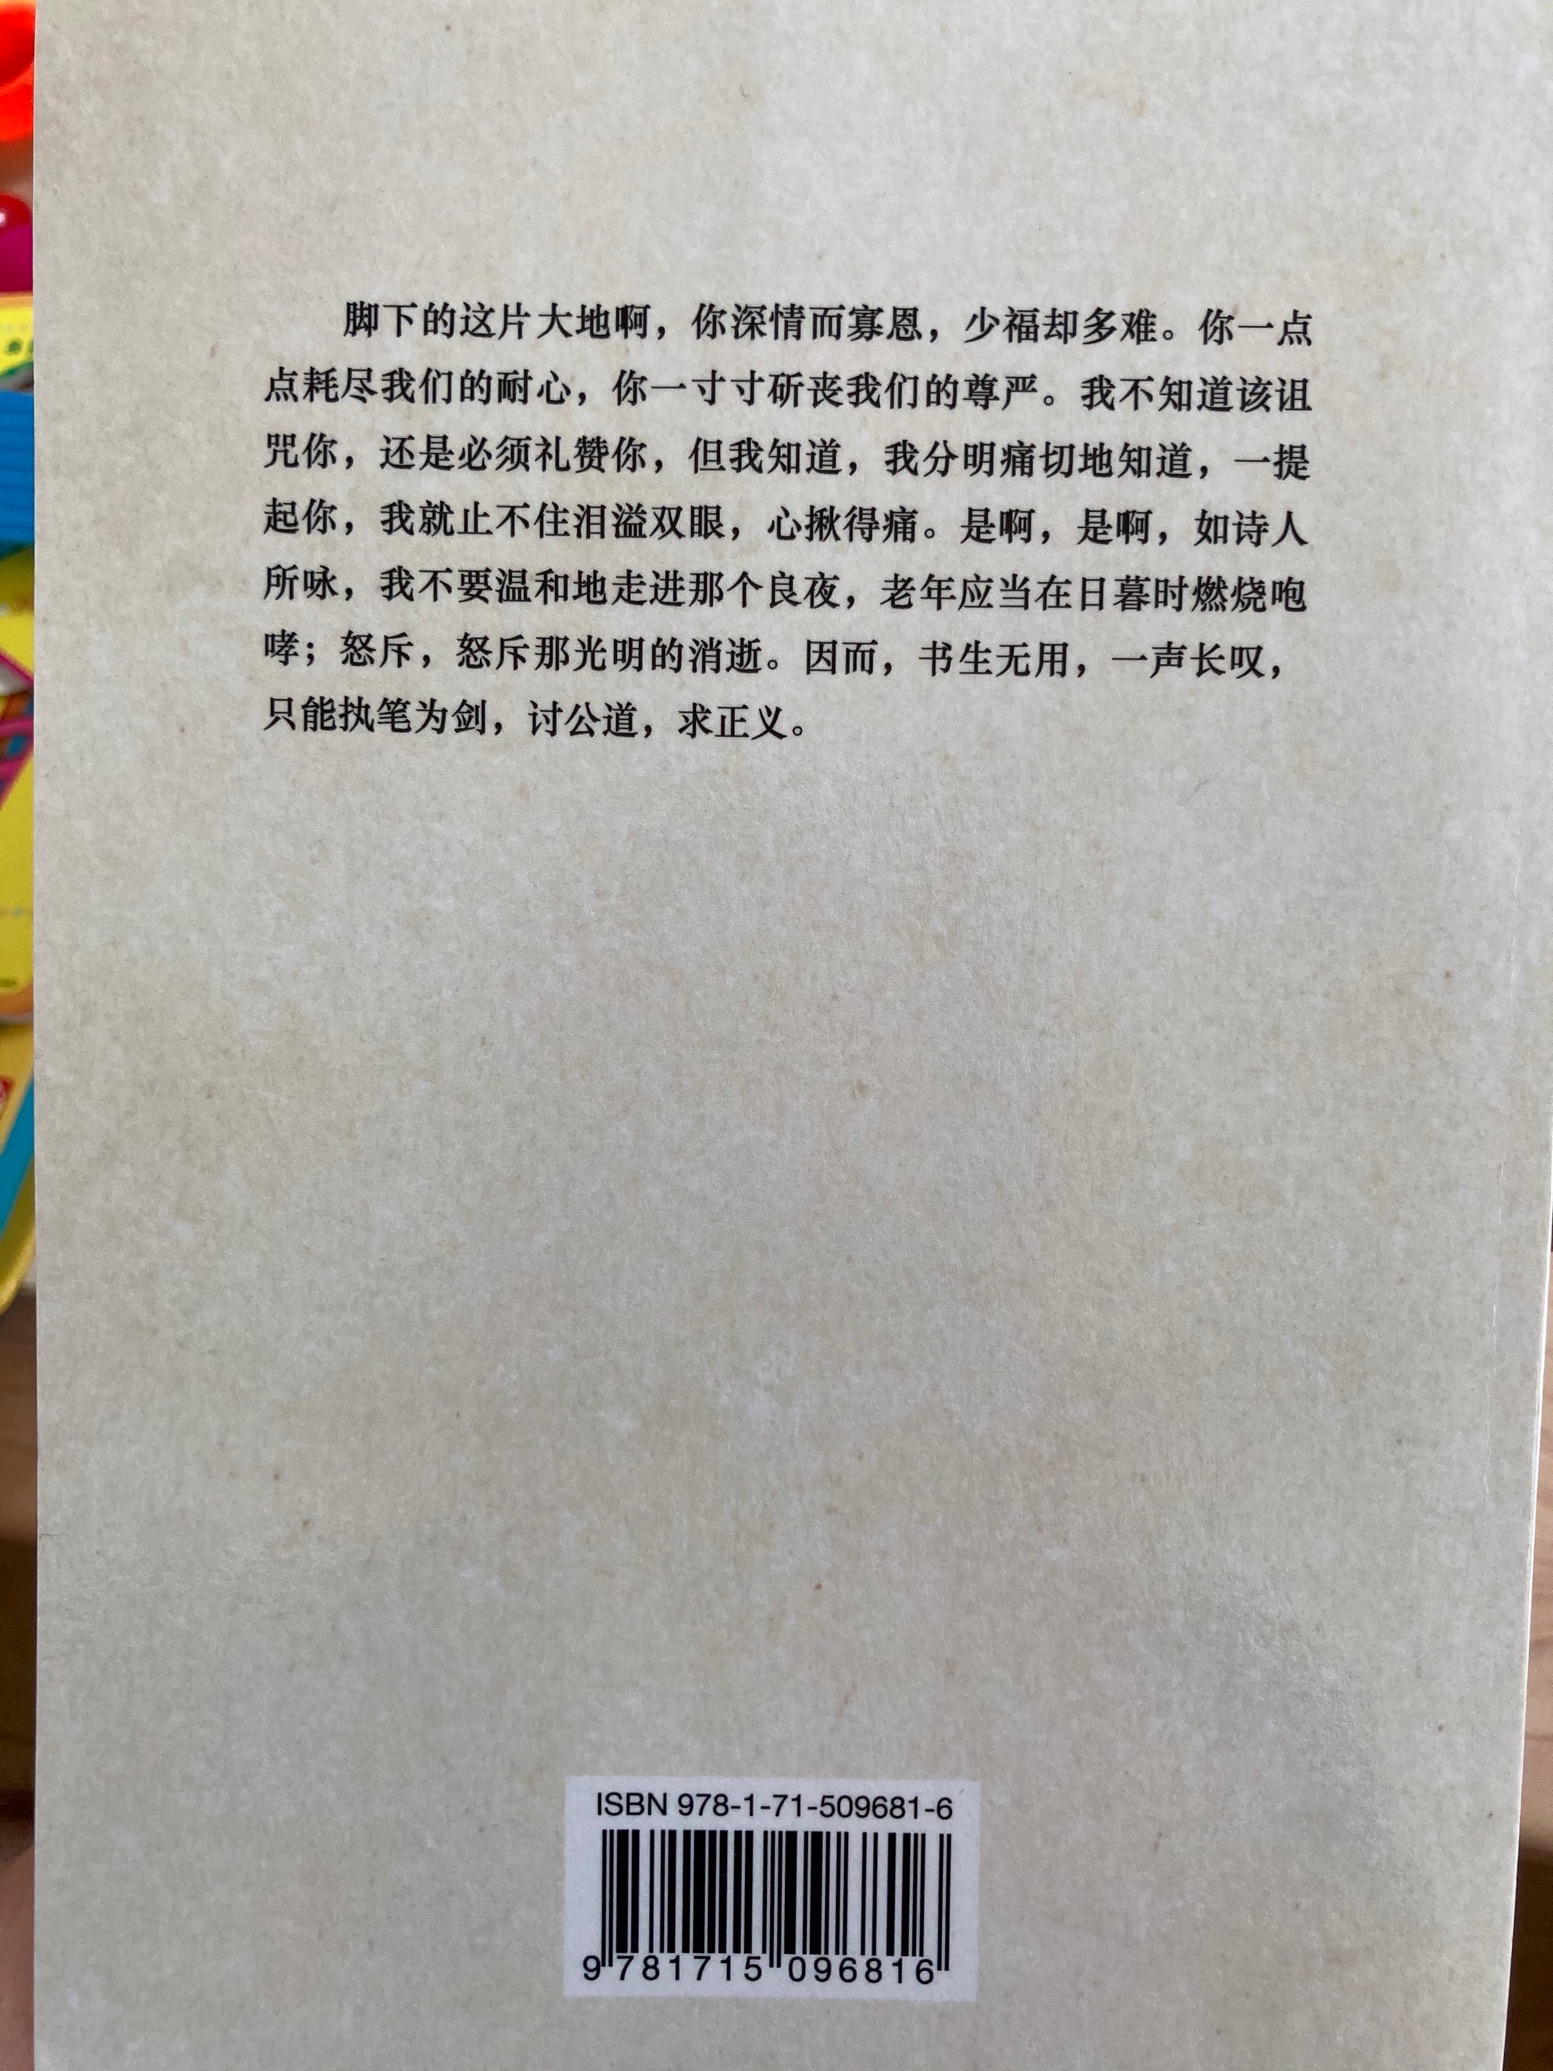 脚下的这片大地啊，你深情而寡恩，少福却多难。你一点
点耗尽我们的耐心，你一寸寸斫丧我们的尊严。我不知道该诅
咒你，还是必须礼赞你，但我知道，我分明痛切地知道，一提
起你，我就止不住泪溢双眼，心揪得痛。是啊，是啊，如诗人
所咏，我不要温和地走进那个良夜，老年应当在日暮时燃烧咆
哮；怒斥，怒斥那光明的消逝。因而，书生无用，一声长叹，
只能执笔为剑，讨公道，求正义。
ISBN 978-1-71-509681-6
9 781715 096816